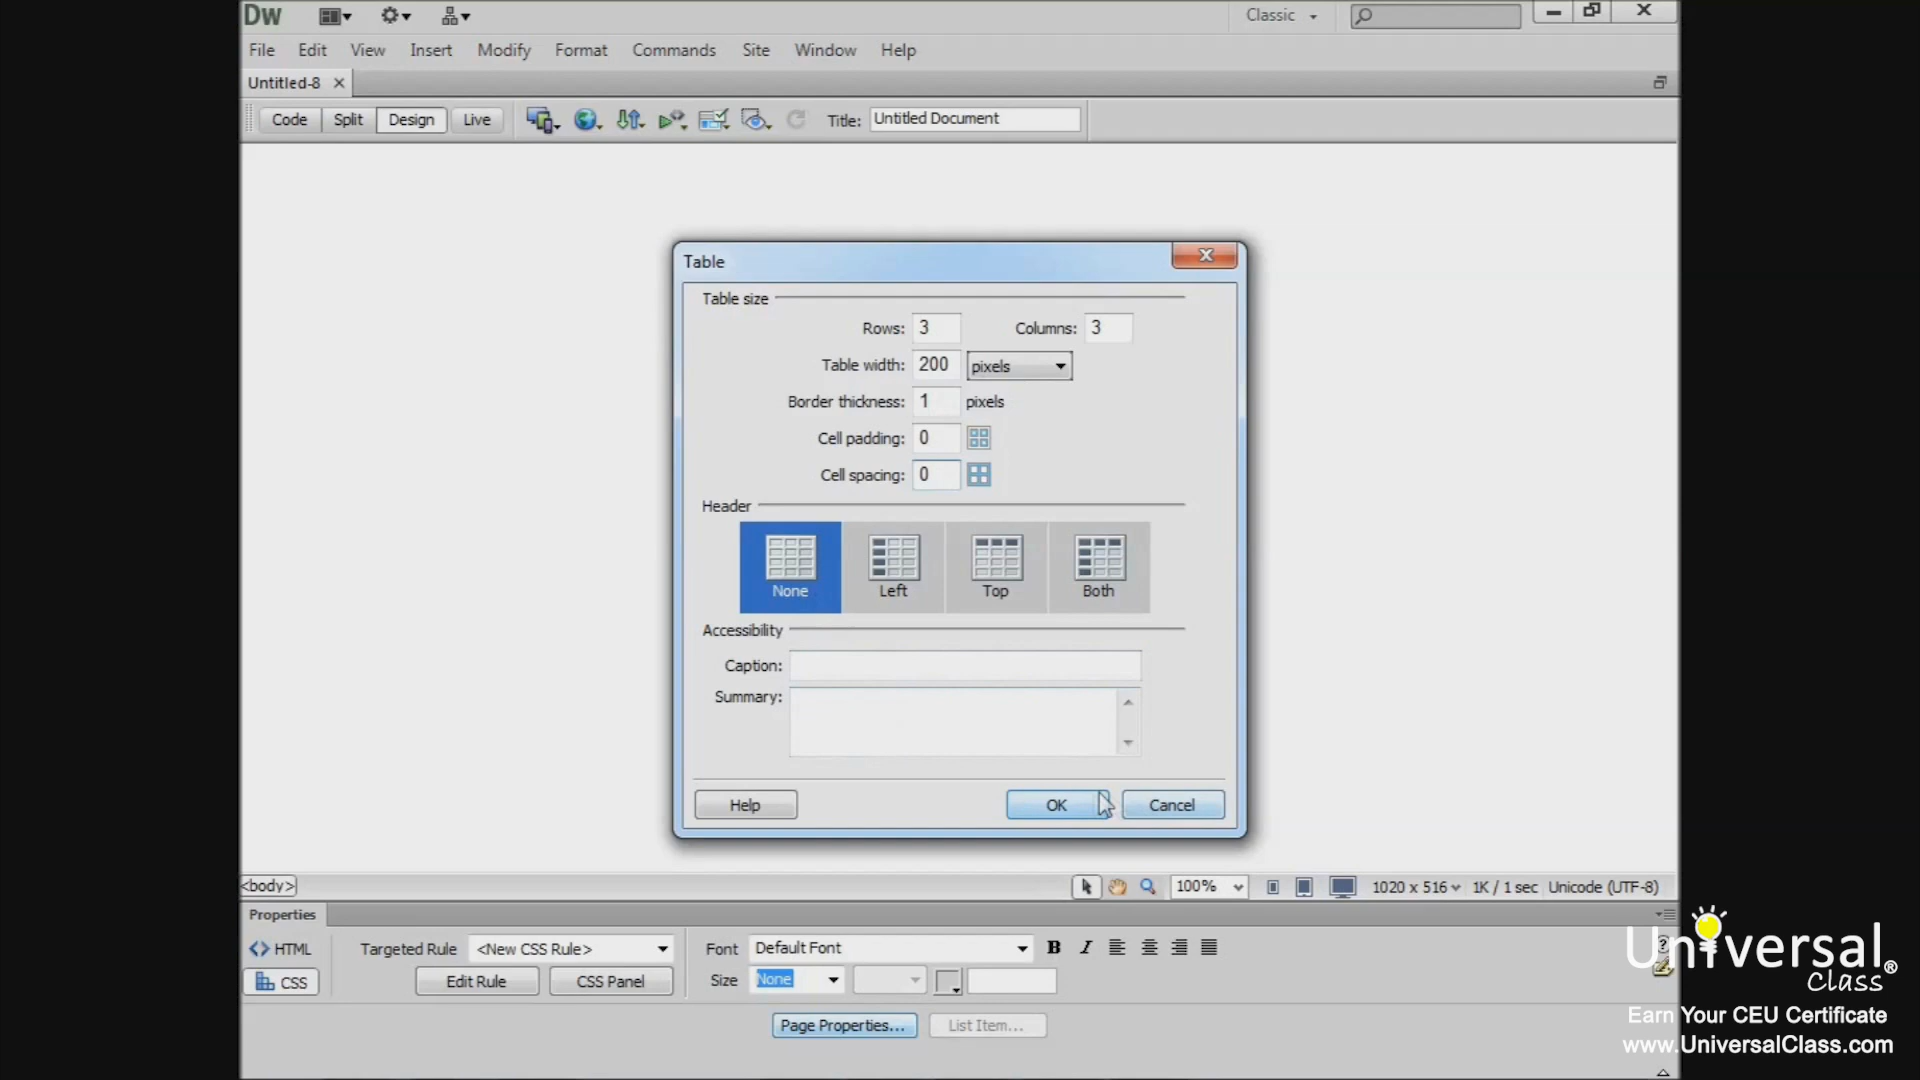 Dw
Classic
File Edit View Insert Modify Format Commands Site Window Help
Untitled-8
Code Split Design Live Title: Untitled Document
Table
Table size
Rows: 3 Columns: 3
Table width: 200 pixels
Border thickness: 1 pixels
Cell padding: 0
Cell spacing: 0
Header
None Left Top Both
Accessibility
Caption:
Summary:
Help OK Cancel
<body> 100% 1020 x 516 1K / 1 sec Unicode (UTF-8)
Properties
<> HTML Targeted Rule <New CSS Rule> Font Default Font B I
CSS Edit Rule CSS Panel Size None
Page Properties... List Item...
Universal
Class®
Earn Your CEU Certificate
www.UniversalClass.com